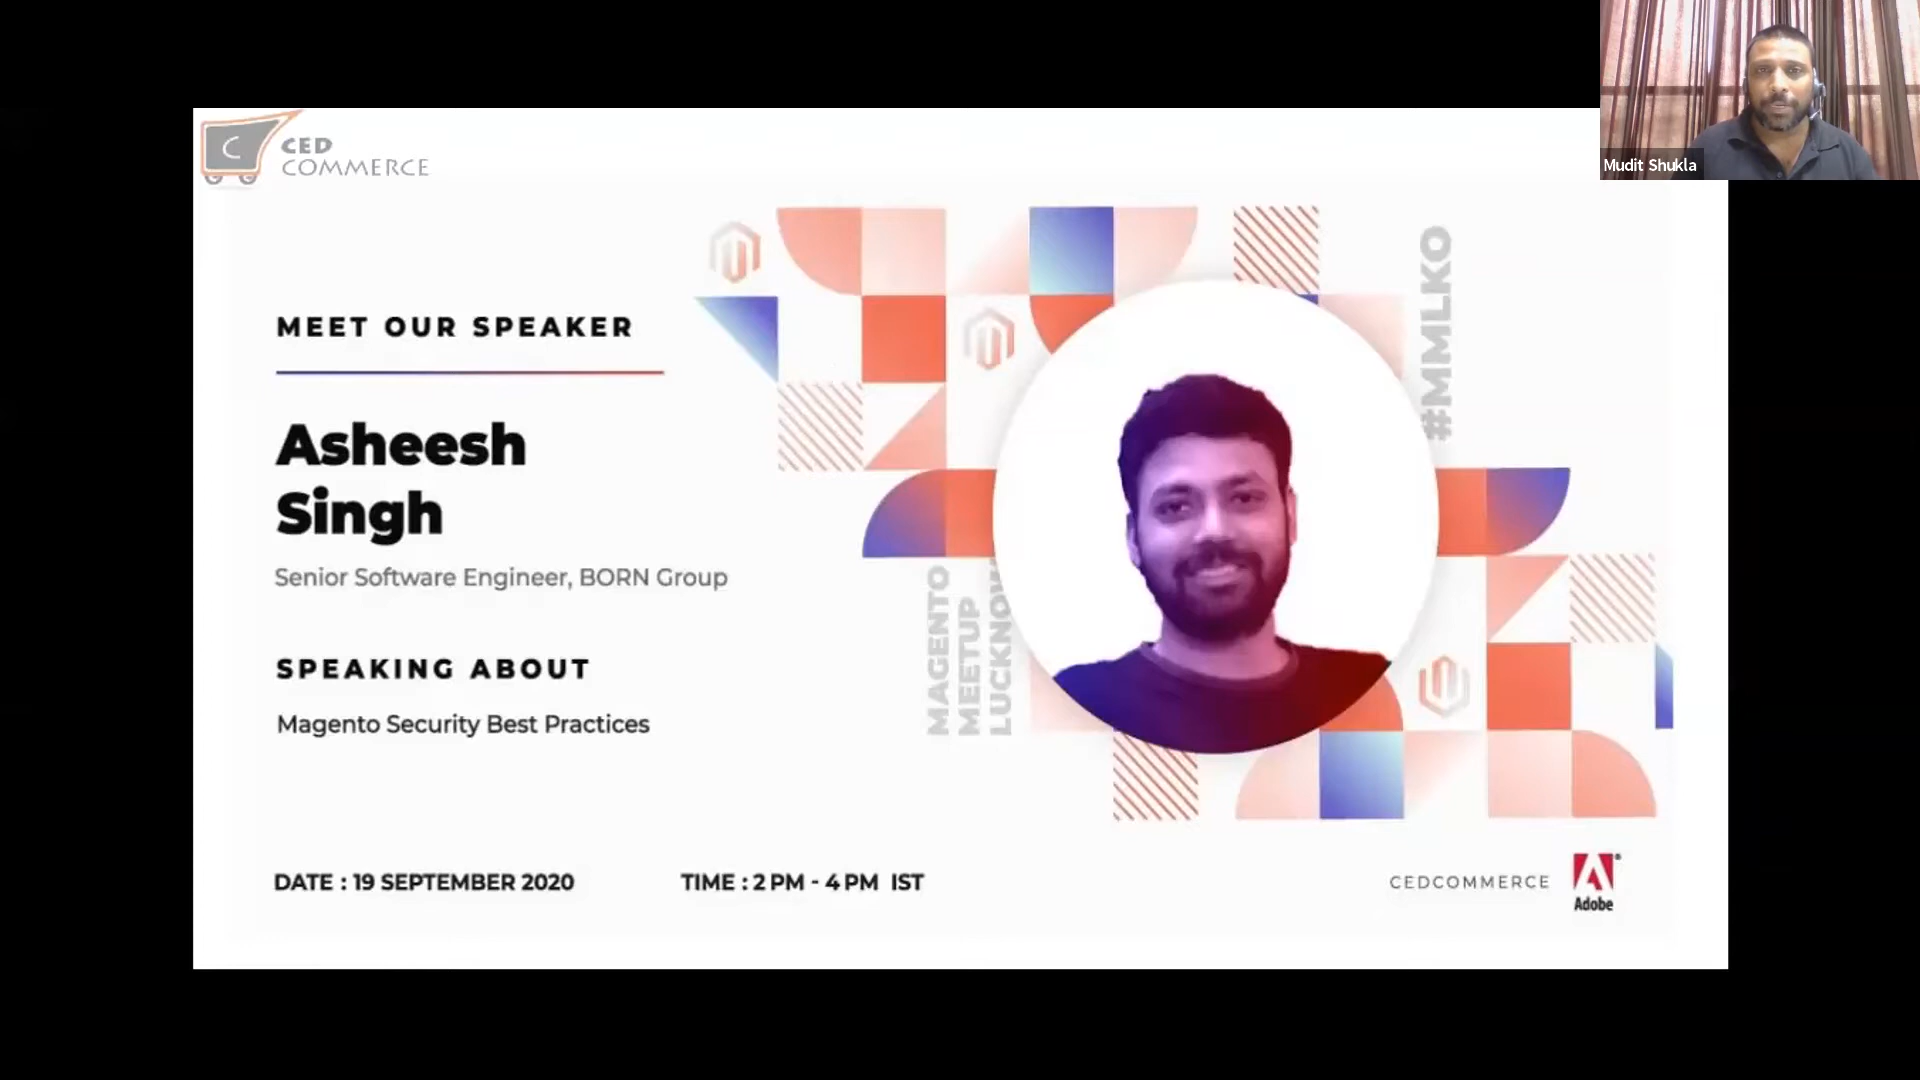 CED
COMMERCE
Mudit Shukla
MEET OUR SPEAKER
Asheesh
Singh
Senior Software Engineer, BORN Group
SPEAKING ABOUT
Magento Security Best Practices
#MMLKO
MAGENTO
MEETUP
DATE : 19 SEPTEMBER 2020
TIME : 2 PM - 4 PM IST
CEDCOMMERCE
Adobe